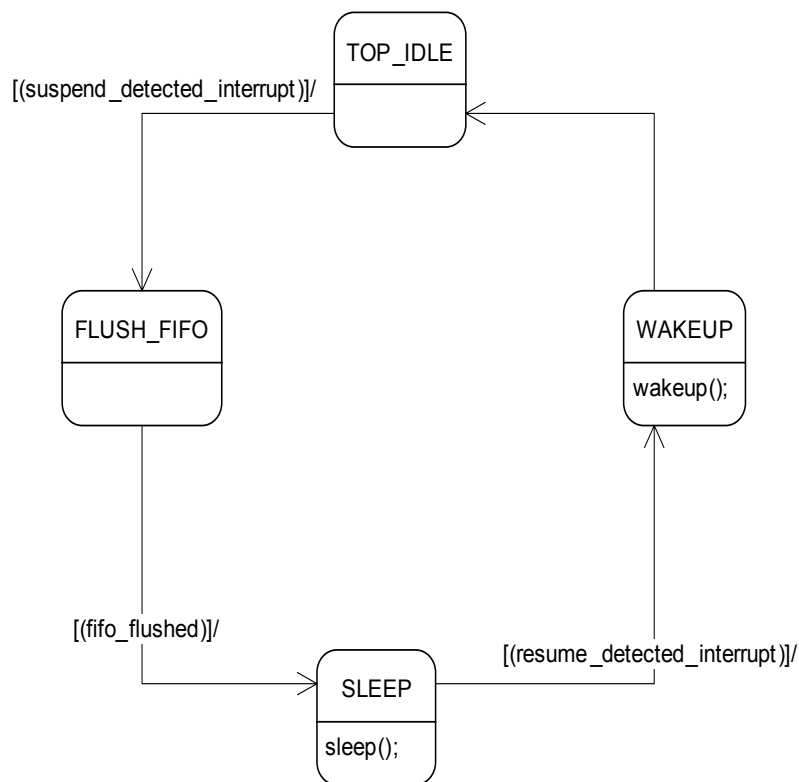 TOP_IDLE
[(suspend_detected_interrupt)]/
FLUSH_FIFO
WAKEUP
wakeup();
[(fifo_flushed)]/
[(resume_detected_interrupt)]/
SLEEP
sleep();